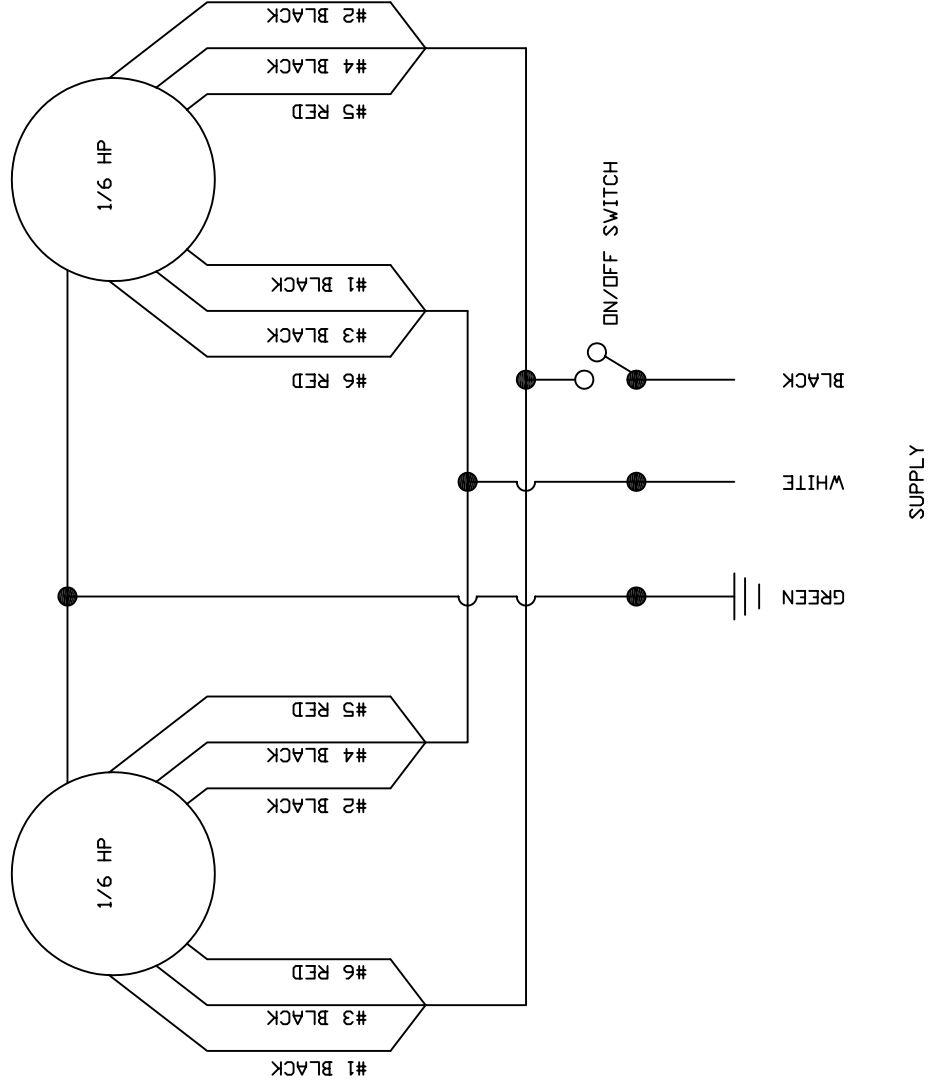 #2 BLACK
#4 BLACK
#5 RED
1/6 HP
#1 BLACK
#3 BLACK
#6 RED
ON/OFF SWITCH
BLACK
WHITE
SUPPLY
GREEN
#5 RED
#4 BLACK
#2 BLACK
1/6 HP
#6 RED
#3 BLACK
#1 BLACK